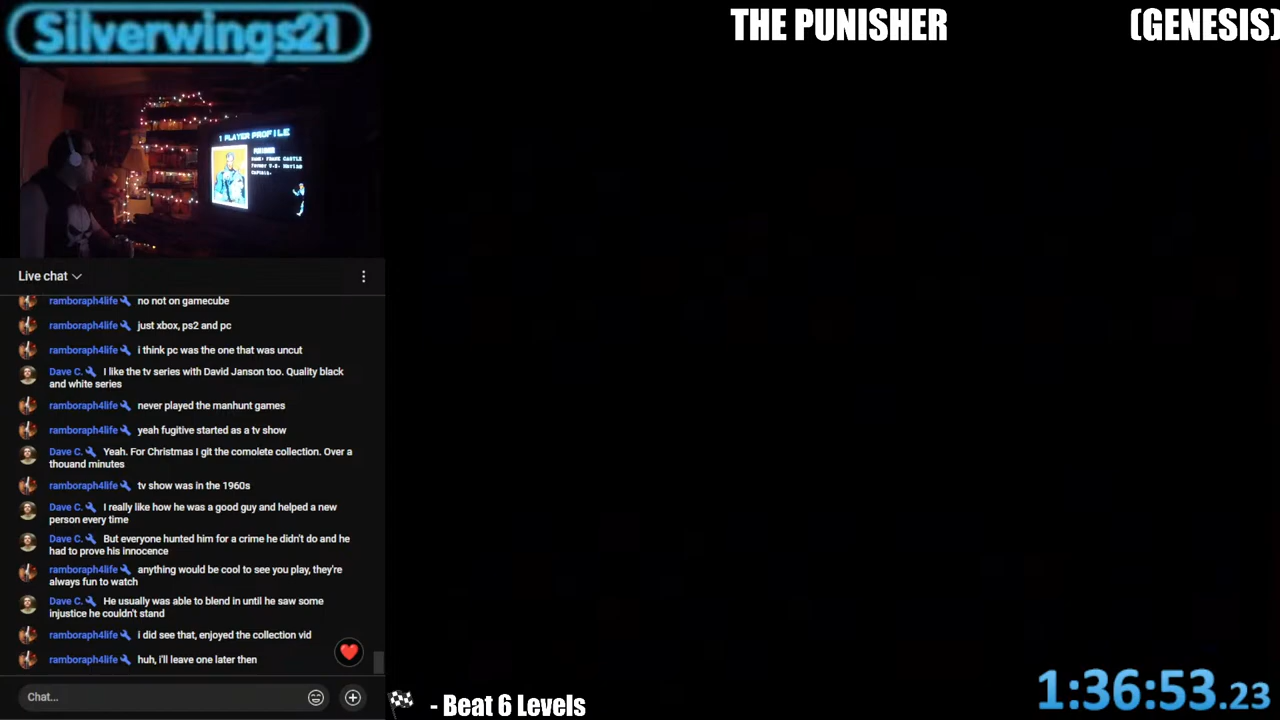 Silverwings21
THE PUNISHER
(GENESIS)
1 PLAYER PROFILE
PUNISHER
NAME: FRANK CASTLE
Former U.S. Marine
Captain.
Live chat
ramboraph4life no not on gamecube
ramboraph4life just xbox, ps2 and pc
ramboraph4life i think pc was the one that was uncut
Dave C. I like the tv series with David Janson too. Quality black
and white series
ramboraph4life never played the manhunt games
ramboraph4life yeah fugitive started as a tv show
Dave C. Yeah. For Christmas I git the comolete collection. Over a
thouand minutes
ramboraph4life tv show was in the 1960s
Dave C. I really like how he was a good guy and helped a new
person every time
Dave C. But everyone hunted him for a crime he didn't do and he
had to prove his innocence
ramboraph4life anything would be cool to see you play, they're
always fun to watch
Dave C. He usually was able to blend in until he saw some
injustice he couldn't stand
ramboraph4life i did see that, enjoyed the collection vid
ramboraph4life huh, i'll leave one later then
Chat...
- Beat 6 Levels
1:36:53.23